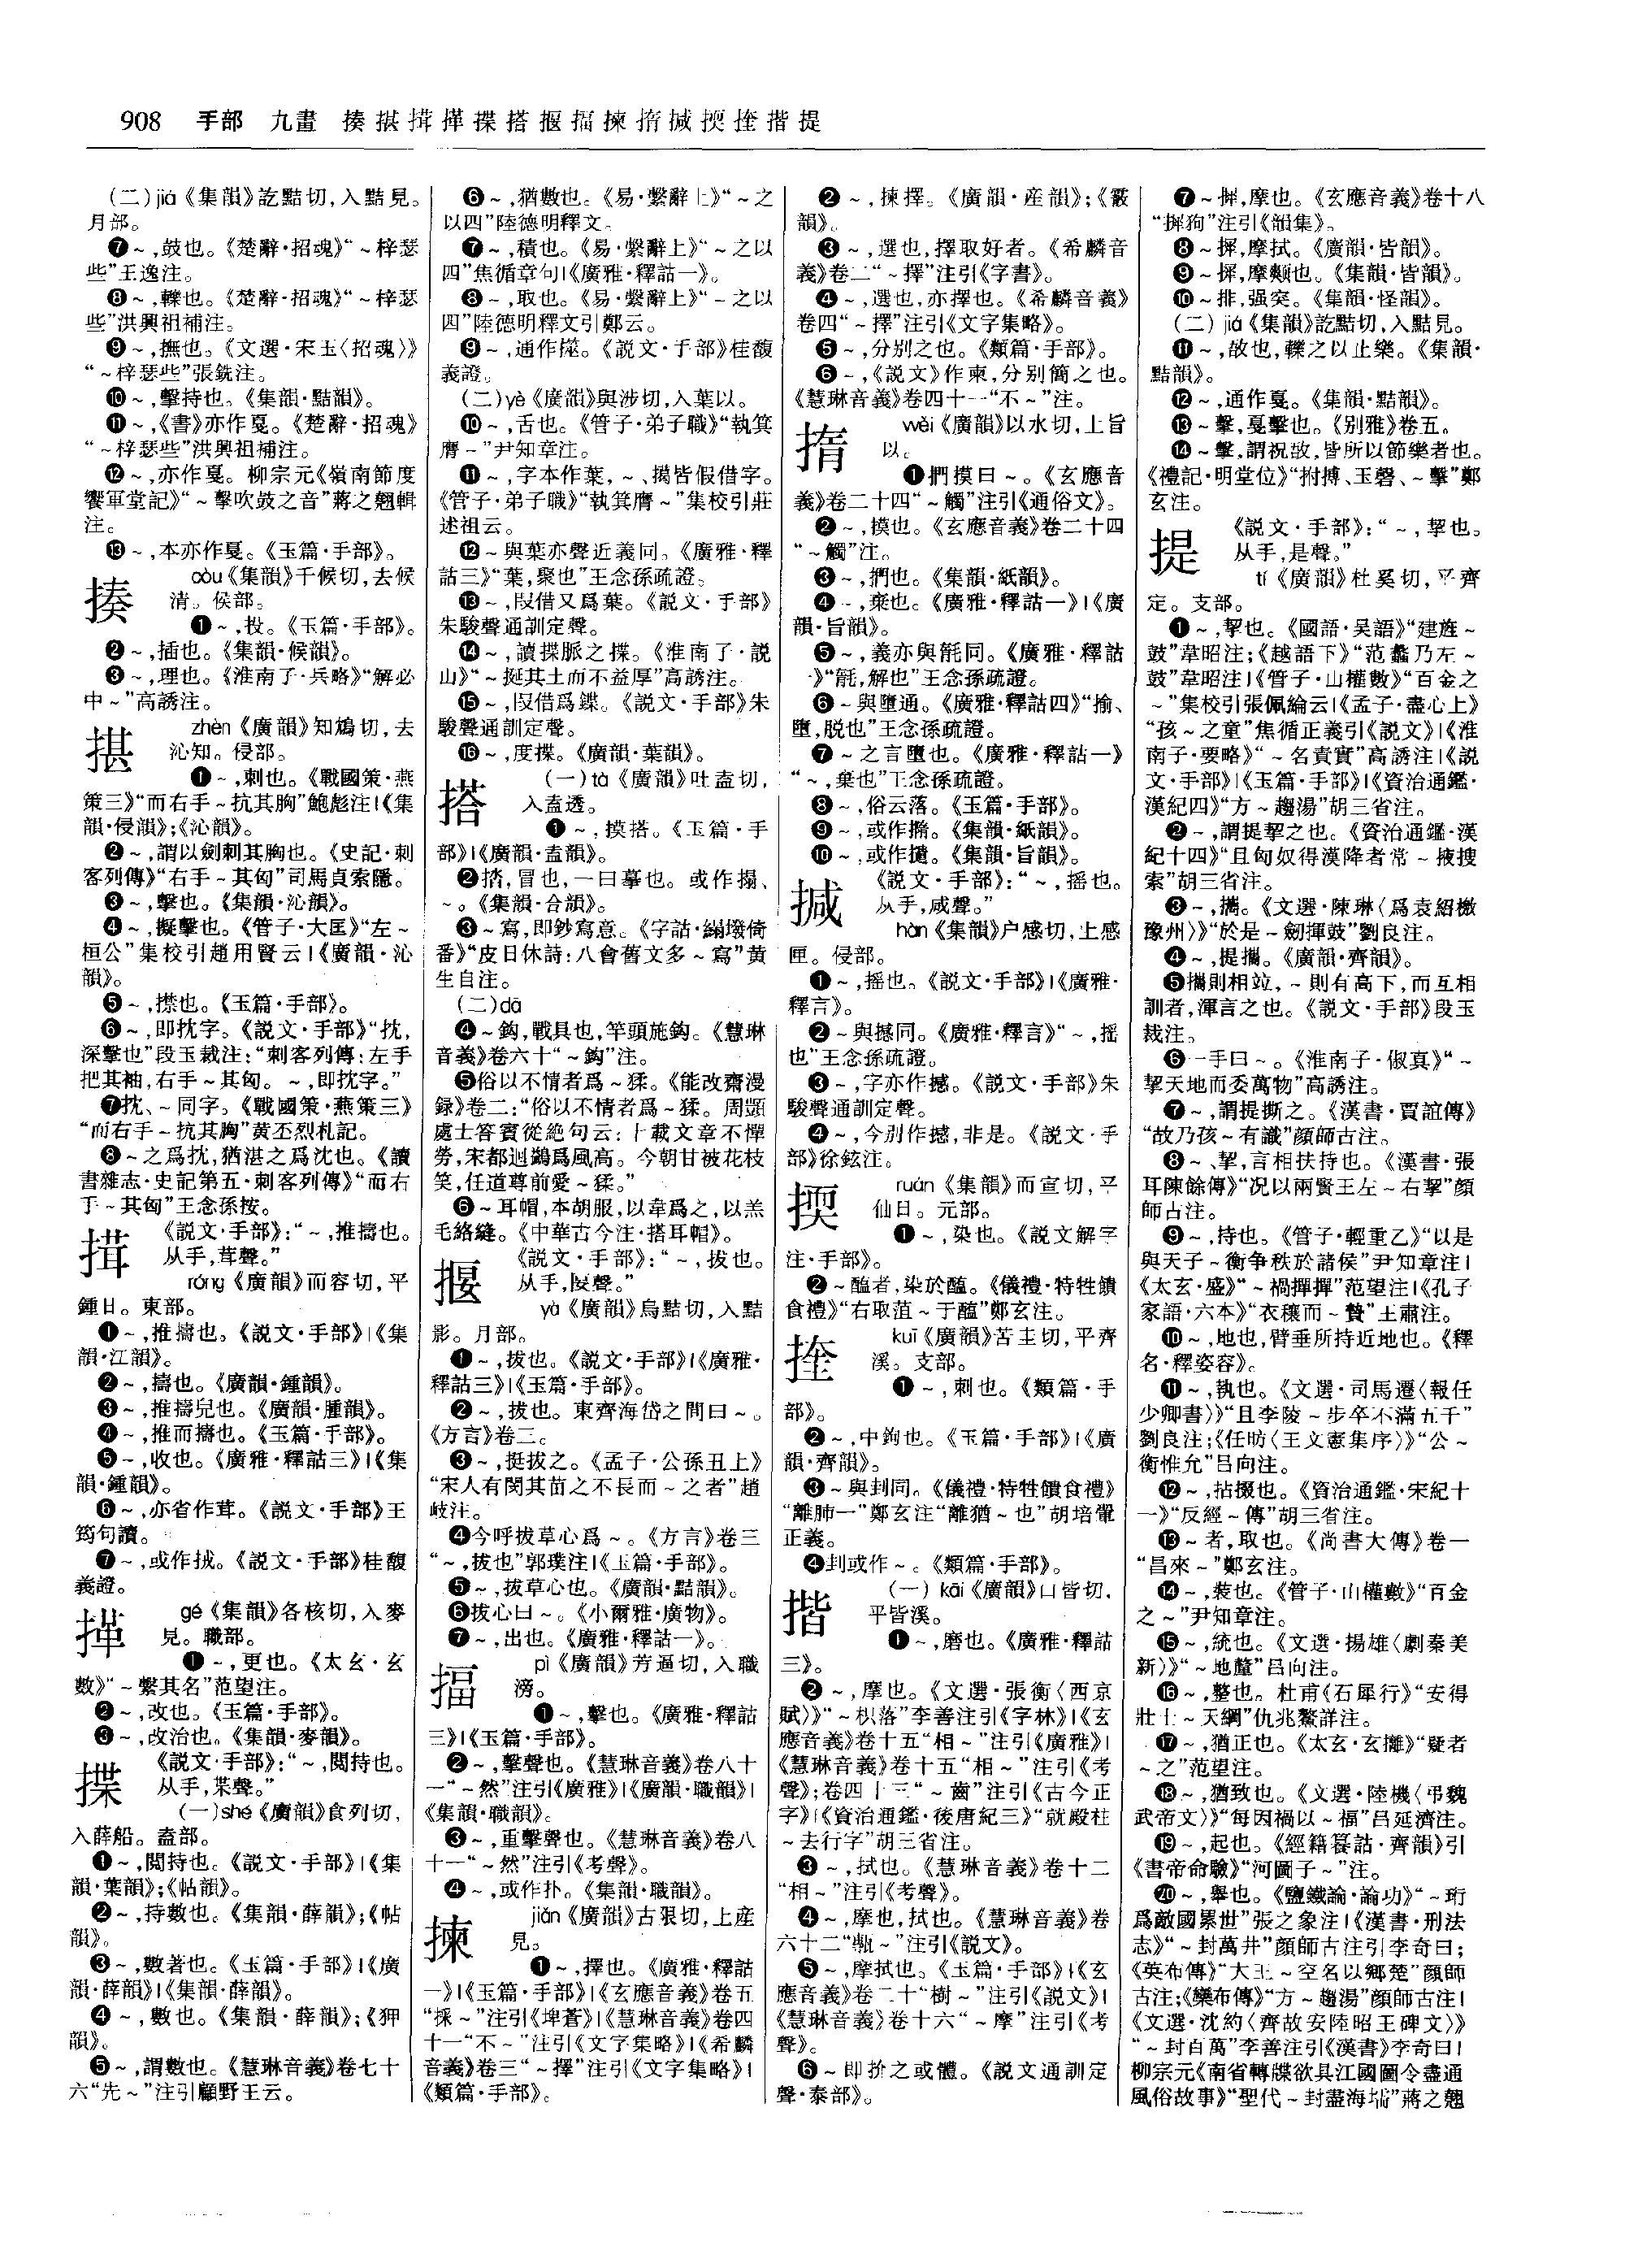 908 手部 九畫 揍揕搑㨰揲搭揠揊揀㨊揻㨎㨒揩提
(二)jiá《集韻》訖黠切,入黠見。
月部。
❼～,鼓也。《楚辭·招魂》“～梓瑟
些”王逸注。
❽～,轢也。《楚辭·招魂》“～梓瑟
些”洪興祖補注。
❾～,撫也。《文選·宋玉〈招魂〉》
“～梓瑟些”張銑注。
❿～,擊持也。《集韻·黠韻》。
⓫～,《書》亦作戛。《楚辭·招魂》
“～梓瑟些”洪興祖補注。
⓬～,亦作戛。柳宗元《嶺南節度
饗軍堂記》“～擊吹鼓之音”蔣之翹輯
注。
⓭～,本亦作戛。《玉篇·手部》。
揍
còu《集韻》千候切,去候
清。侯部。
❶～,投。《玉篇·手部》。
❷～,插也。《集韻·候韻》。
❸～,理也。《淮南子·兵略》“解必
中～”高誘注。
揕
zhèn《廣韻》知鴆切,去
沁知。侵部。
❶～,刺也。《戰國策·燕
策三》“而右手～抗其胸”鮑彪注|《集
韻·侵韻》;《沁韻》。
❷～,謂以劍刺其胸也。《史記·刺
客列傳》“右手～其匈”司馬貞索隱。
❸～,擊也。《集韻·沁韻》。
❹～,擬擊也。《管子·大匡》“左～
桓公”集校引趙用賢云|《廣韻·沁
韻》。
❺～,㩒也。《玉篇·手部》。
❻～,即抌字。《説文·手部》“抌,
深擊也”段玉裁注:“刺客列傳:左手
把其袖,右手～其匈。～,即抌字。”
❼抌、～同字。《戰國策·燕策三》
“而右手～抗其胸”黄丕烈札記。
❽～之爲抌,猶湛之爲沈也。《讀
書雜志·史記第五·刺客列傳》“而右
手～其匈”王念孫按。
搑
《説文·手部》:“～,推擣也。
从手,茸聲。”
róng《廣韻》而容切,平
鍾日。東部。
❶～,推擣也。《説文·手部》|《集
韻·江韻》。
❷～,擣也。《廣韻·鍾韻》。
❸～,推擣皃也。《廣韻·腫韻》。
❹～,推而擣也。《玉篇·手部》。
❺～,收也。《廣雅·釋詁三》|《集
韻·鍾韻》。
❻～,亦省作茸。《説文·手部》王
筠句讀。
❼～,或作㧡。《説文·手部》桂馥
義證。
㨰
gé《集韻》各核切,入麥
見。職部。
❶～,更也。《太玄·玄
數》“～繫其名”范望注。
❷～,改也。《玉篇·手部》。
❸～,改治也。《集韻·麥韻》。
揲
《説文·手部》:“～,閲持也。
从手,枼聲。”
(一)shé《廣韻》食列切,
入薛船。盍部。
❶～,閲持也。《説文·手部》|《集
韻·葉韻》;《帖韻》。
❷～,持數也。《集韻·薛韻》;《帖
韻》。
❸～,數著也。《玉篇·手部》|《廣
韻·薛韻》|《集韻·薛韻》。
❹～,數也。《集韻·薛韻》;《狎
韻》。
❺～,謂數也。《慧琳音義》卷七十
六“先～”注引顧野王云。
❻～,猶數也。《易·繫辭上》“～之
以四”陸德明釋文。
❼～,積也。《易·繫辭上》“～之以
四”焦循章句|《廣雅·釋詁一》。
❽～,取也。《易·繫辭上》“～之以
四”陸德明釋文引鄭云。
❾～,通作擛。《説文·手部》桂馥
義證。
(二)yè《廣韻》與涉切,入葉以。
❿～,舌也。《管子·弟子職》“執箕
膺～”尹知章注。
⓫～,字本作葉,～、擖皆假借字。
《管子·弟子職》“執箕膺～”集校引莊
述祖云。
⓬～與葉亦聲近義同。《廣雅·釋
詁三》“葉,聚也”王念孫疏證。
⓭～,叚借又爲葉。《説文·手部》
朱駿聲通訓定聲。
⓮～,讀揲脈之揲。《淮南子·説
山》“～挻其土而不益厚”高誘注。
⓯～,叚借爲鍱。《説文·手部》朱
駿聲通訓定聲。
⓰～,度揲。《廣韻·葉韻》。
搭
(一)tà《廣韻》吐盍切,
入盍透。
❶～,摸搭。《玉篇·手
部》|《廣韻·盍韻》。
❷㧺,冒也,一曰摹也。或作搨、
～。《集韻·合韻》。
❸～寫,即鈔寫意。《字詁·㡇墢倚
番》“皮日休詩:八會舊文多～寫”黄
生自注。
(二)dā
❹～鈎,戰具也,竿頭施鈎。《慧琳
音義》卷六十“～鈎”注。
❺俗以不情者爲～猱。《能改齋漫
録》卷二:“俗以不情者爲～猱。周顗
處士答賓從絶句云:十載文章不憚
勞,宋都迴鷁爲風高。今朝甘被花枝
笑,任道尊前愛～猱。”
❻～耳帽,本胡服,以韋爲之,以羔
毛絡縫。《中華古今注·搭耳帽》。
揠
《説文·手部》:“～,拔也。
从手,匽聲。”
yà《廣韻》烏黠切,入黠
影。月部。
❶～,拔也。《説文·手部》|《廣雅·
釋詁三》|《玉篇·手部》。
❷～,拔也。東齊海岱之間曰～。
《方言》卷三。
❸～,挺拔之。《孟子·公孫丑上》
“宋人有閔其苗之不長而～之者”趙
岐注。
❹今呼拔草心爲～。《方言》卷三
“～,拔也”郭璞注|《玉篇·手部》。
❺～,拔草心也。《廣韻·黠韻》。
❻拔心曰～。《小爾雅·廣物》。
❼～,出也。《廣雅·釋詁一》。
揊
pì《廣韻》芳逼切,入職
滂。
❶～,擊也。《廣雅·釋詁
三》|《玉篇·手部》。
❷～,擊聲也。《慧琳音義》卷八十
一“～然”注引《廣雅》|《廣韻·職韻》|
《集韻·職韻》。
❸～,重擊聲也。《慧琳音義》卷八
十一“～然”注引《考聲》。
❹～,或作扑。《集韻·職韻》。
揀
jiǎn《廣韻》古限切,上産
見。
❶～,擇也。《廣雅·釋詁
一》|《玉篇·手部》|《玄應音義》卷五
“採～”注引《埤蒼》|《慧琳音義》卷四
十一“不～”注引《文字集略》|《希麟
音義》卷三“～擇”注引《文字集略》|
《類篇·手部》。
❷～,揀擇。《廣韻·産韻》;《霰
韻》。
❸～,選也,擇取好者。《希麟音
義》卷二“～擇”注引《字書》。
❹～,選也,亦擇也。《希麟音義》
卷四“～擇”注引《文字集略》。
❺～,分别之也。《類篇·手部》。
❻～,《説文》作柬,分别簡之也。
《慧琳音義》卷四十一“不～”注。
㨊
wěi《廣韻》以水切,上旨
以。
❶捫摸曰～。《玄應音
義》卷二十四“～觸”注引《通俗文》。
❷～,摸也。《玄應音義》卷二十四
“～觸”注。
❸～,捫也。《集韻·紙韻》。
❹～,棄也。《廣雅·釋詁一》|《廣
韻·旨韻》。
❺～,義亦與毻同。《廣雅·釋詁
一》“毻,解也”王念孫疏證。
❻～與墮通。《廣雅·釋詁四》“揄、
墮,脱也”王念孫疏證。
❼～之言墮也。《廣雅·釋詁一》
“～,棄也”王念孫疏證。
❽～,俗云落。《玉篇·手部》。
❾～,或作撱。《集韻·紙韻》。
❿～,或作㩯。《集韻·旨韻》。
揻
《説文·手部》:“～,摇也。
从手,咸聲。”
hàn《集韻》户感切,上感
匣。侵部。
❶～,摇也。《説文·手部》|《廣雅·
釋言》。
❷～與撼同。《廣雅·釋言》“～,摇
也”王念孫疏證。
❸～,字亦作撼。《説文·手部》朱
駿聲通訓定聲。
❹～,今别作撼,非是。《説文·手
部》徐鉉注。
㨎
ruán《集韻》而宣切,平
仙日。元部。
❶～,染也。《説文解字
注·手部》。
❷～醢者,染於醢。《儀禮·特牲饋
食禮》“右取菹～于醢”鄭玄注。
㨒
kuī《廣韻》苦圭切,平齊
溪。支部。
❶～,刺也。《類篇·手
部》。
❷～,中鉤也。《玉篇·手部》|《廣
韻·齊韻》。
❸～與刲同。《儀禮·特牲饋食禮》
“離肺一”鄭玄注“離猶～也”胡培翬
正義。
❹刲或作～。《類篇·手部》。
揩
(一)kāi《廣韻》口皆切,
平皆溪。
❶～,磨也。《廣雅·釋詁
三》。
❷～,摩也。《文選·張衡〈西京
賦〉》“～枳落”李善注引《字林》|《玄
應音義》卷十五“相～”注引《廣雅》|
《慧琳音義》卷十五“相～”注引《考
聲》;卷四十三“～齒”注引《古今正
字》|《資治通鑑·後唐紀三》“就殿柱
～去行字”胡三省注。
❸～,拭也。《慧琳音義》卷十二
“相～”注引《考聲》。
❹～,摩也,拭也。《慧琳音義》卷
六十二“甎～”注引《説文》。
❺～,摩拭也。《玉篇·手部》|《玄
應音義》卷二十“樹～”注引《説文》|
《慧琳音義》卷十六“～摩”注引《考
聲》。
❻～即扴之或體。《説文通訓定
聲·泰部》。
❼～揟,摩也。《玄應音義》卷十八
“㨟狗”注引《韻集》。
❽～㨟,摩拭。《廣韻·皆韻》。
❾～㨟,摩頰也。《集韻·皆韻》。
❿～排,强突。《集韻·怪韻》。
(二)jiá《集韻》訖黠切,入黠見。
⓫～,敔也,轢之以止樂。《集韻·
黠韻》。
⓬～,通作戛。《集韻·黠韻》。
⓭～擊,戛擊也。《别雅》卷五。
⓮～擊,謂祝敔,皆所以節樂者也。
《禮記·明堂位》“拊搏、玉磬、～擊”鄭
玄注。
提
《説文·手部》:“～,挈也。
从手,是聲。”
tí《廣韻》杜奚切,平齊
定。支部。
❶～,挈也。《國語·吴語》“建旌～
鼓”韋昭注;《越語下》“范蠡乃左～
鼓”韋昭注|《管子·山權數》“百金之
～”集校引張佩綸云|《孟子·盡心上》
“孩～之童”焦循正義引《説文》|《淮
南子·要略》“～名責實”高誘注|《説
文·手部》|《玉篇·手部》|《資治通鑑·
漢紀四》“方～趨湯”胡三省注。
❷～,謂提挈之也。《資治通鑑·漢
紀十四》“且匈奴得漢降者常～掖搜
索”胡三省注。
❸～,攜。《文選·陳琳〈爲袁紹檄
豫州〉》“於是～劍揮鼓”劉良注。
❹～,提攜。《廣韻·齊韻》。
❺攜則相竝,～則有高下,而互相
訓者,渾言之也。《説文·手部》段玉
裁注。
❻一手曰～。《淮南子·俶真》“～
挈天地而委萬物”高誘注。
❼～,謂提撕之。《漢書·賈誼傳》
“故乃孩～有識”顔師古注。
❽～、挈,言相扶持也。《漢書·張
耳陳餘傳》“况以兩賢王左～右挈”顔
師古注。
❾～,持也。《管子·輕重乙》“以是
與天子～衡争秩於諸侯”尹知章注|
《太玄·盛》“～禍撣撣”范望注|《孔子
家語·六本》“衣穰而～贄”王肅注。
❿～,地也,臂垂所持近地也。《釋
名·釋姿容》。
⓫～,執也。《文選·司馬遷〈報任
少卿書〉》“且李陵～步卒不滿五千”
劉良注;《任昉〈王文憲集序〉》“公～
衡惟允”吕向注。
⓬～,拈掇也。《資治通鑑·宋紀十
一》“反經～傳”胡三省注。
⓭～者,取也。《尚書大傳》卷一
“昌來～”鄭玄注。
⓮～,裝也。《管子·山權數》“百金
之～”尹知章注。
⓯～,統也。《文選·揚雄〈劇秦美
新〉》“～地釐”吕向注。
⓰～,整也。杜甫《石犀行》“安得
壯士～天綱”仇兆鰲詳注。
⓱～,猶正也。《太玄·玄攡》“疑者
～之”范望注。
⓲～,猶致也。《文選·陸機〈弔魏
武帝文〉》“每因禍以～福”吕延濟注。
⓳～,起也。《經籍籑詁·齊韻》引
《書帝命驗》“河圖子～”注。
⓴～,舉也。《鹽鐵論·論功》“～珩
爲敵國累世”張之象注|《漢書·刑法
志》“～封萬井”顔師古注引李奇曰;
《英布傳》“大王～空名以鄉楚”顔師
古注;《欒布傳》“方～趨湯”顔師古注|
《文選·沈約〈齊故安陸昭王碑文〉》
“～封百萬”李善注引《漢書》李奇曰|
柳宗元《南省轉牒欲具江國圖令盡通
風俗故事》“聖代～封盡海壖”蔣之翹